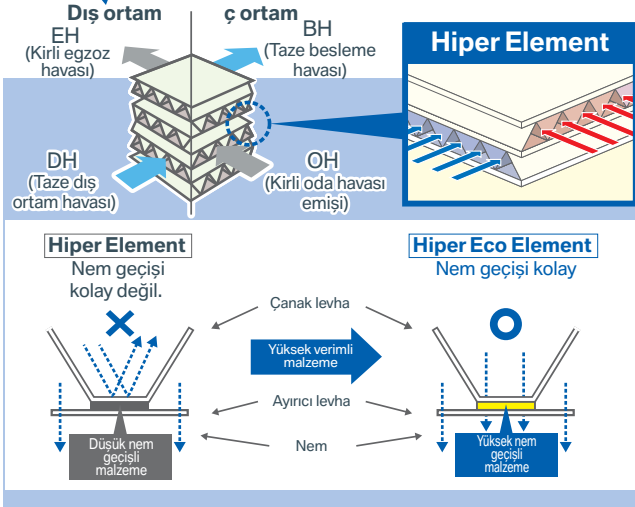 Dış ortam
ç ortam
EH
(Kirli egzoz
havası)
BH
(Taze besleme
havası)
DH
(Taze dış
ortam havası)
OH
(Kirli oda havası
emişi)
Hiper Element
Hiper Element
Nem geçişi
kolay değil.
Hiper Eco Element
Nem geçişi kolay
Çanak levha
Yüksek verimli
malzeme
Ayırıcı levha
Nem
Düşük nem
geçişli
malzeme
Yüksek nem
geçişli
malzeme